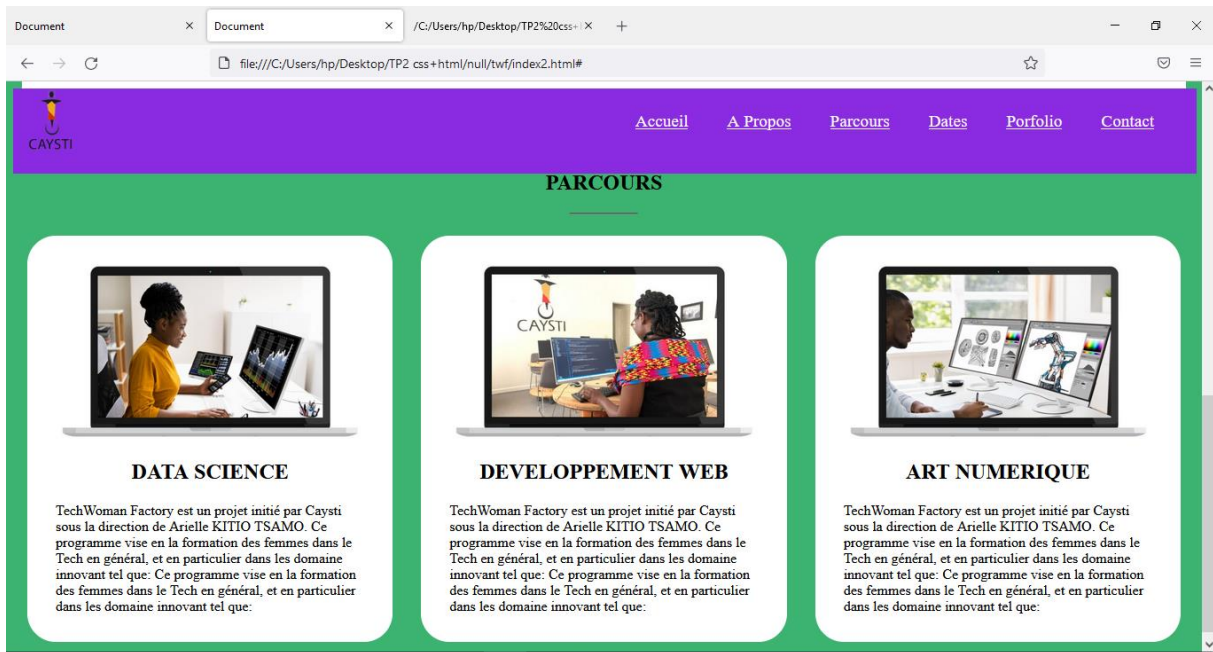 Document
Document
/C:/Users/hp/Desktop/TP2%20css+
file:///C:/Users/hp/Desktop/TP2 css+html/null/twf/index2.html#
CAYSTI
Accueil A Propos Parcours Dates Porfolio Contact
PARCOURS
CAYSTI
DATA SCIENCE
TechWoman Factory est un projet initié par Caysti
sous la direction de Arielle KITIO TSAMO. Ce
programme vise en la formation des femmes dans le
Tech en général, et en particulier dans les domaine
innovant tel que: Ce programme vise en la formation
des femmes dans le Tech en général, et en particulier
dans les domaine innovant tel que:
DEVELOPPEMENT WEB
TechWoman Factory est un projet initié par Caysti
sous la direction de Arielle KITIO TSAMO. Ce
programme vise en la formation des femmes dans le
Tech en général, et en particulier dans les domaine
innovant tel que: Ce programme vise en la formation
des femmes dans le Tech en général, et en particulier
dans les domaine innovant tel que:
ART NUMERIQUE
TechWoman Factory est un projet initié par Caysti
sous la direction de Arielle KITIO TSAMO. Ce
programme vise en la formation des femmes dans le
Tech en général, et en particulier dans les domaine
innovant tel que: Ce programme vise en la formation
des femmes dans le Tech en général, et en particulier
dans les domaine innovant tel que: